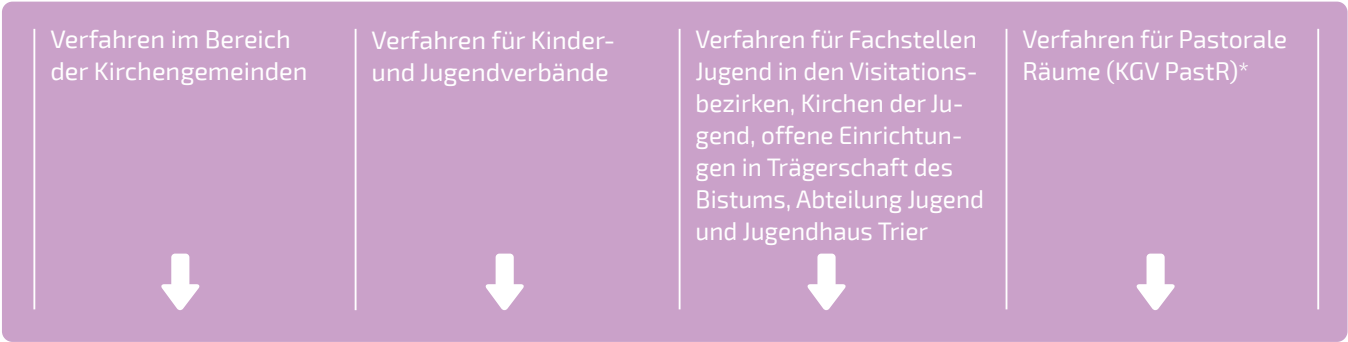 Verfahren im Bereich
der Kirchengemeinden
Verfahren für Kinder-
und Jugendverbände
Verfahren für Fachstellen
Jugend in den Visitations-
bezirken, Kirchen der Ju-
gend, offene Einrichtun-
gen in Trägerschaft des
Bistums, Abteilung Jugend
und Jugendhaus Trier
Verfahren für Pastorale
Räume (KGV PastR)*